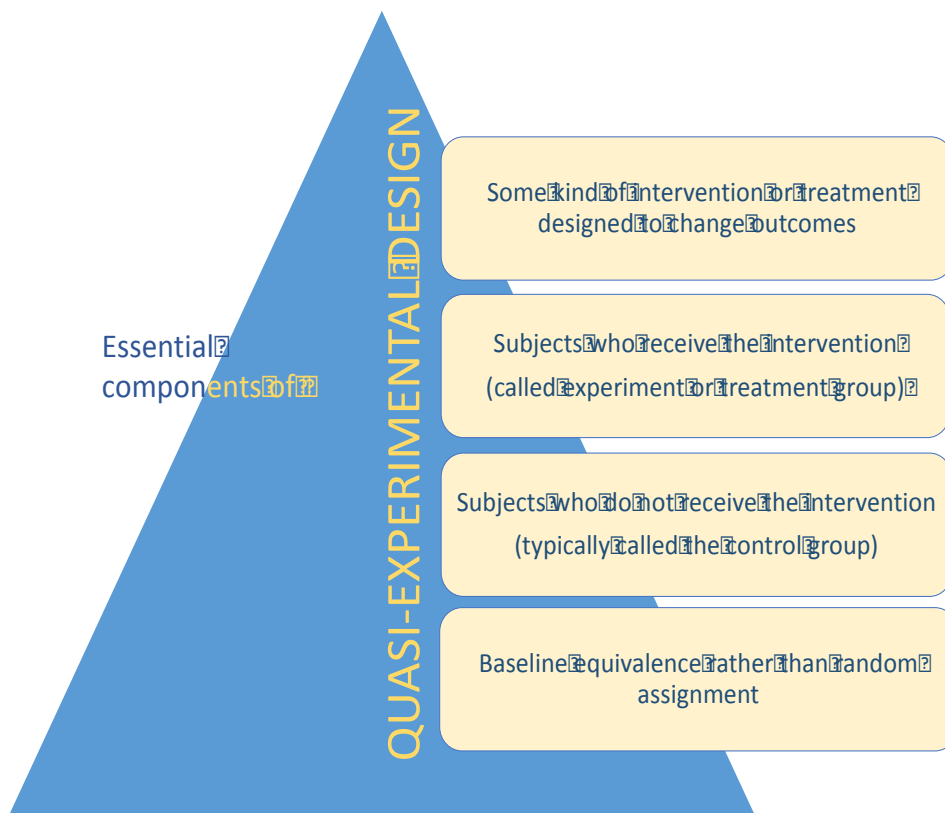 Essential
components of
QUASI-EXPERIMENTAL DESIGN
Some kind of intervention or treatment
designed to change outcomes
Subjects who receive the intervention
(called experiment or treatment group)
Subjects who do not receive the intervention
(typically called the control group)
Baseline equivalence rather than random
assignment